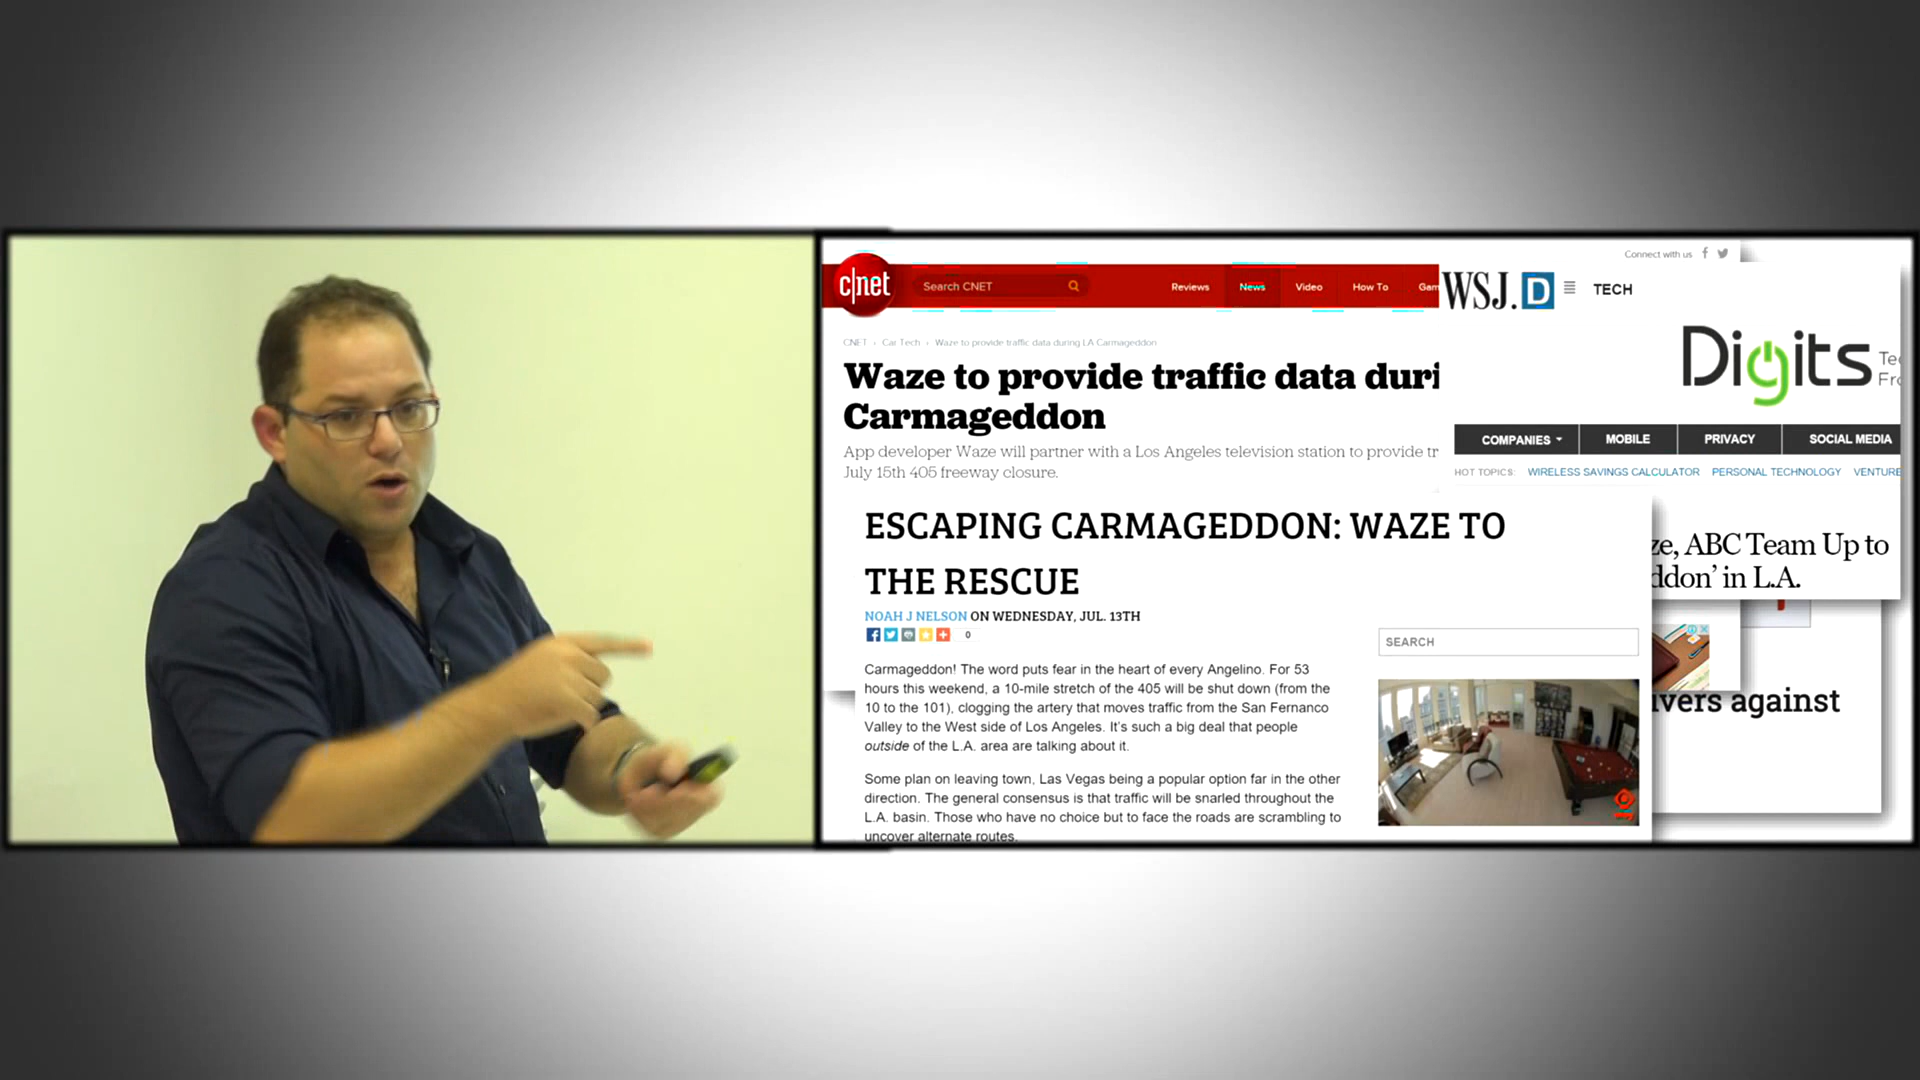 Connect with us
c|net
Search CNET
Reviews
News
Video
How To
WSJ.D
TECH
CNET › Car Tech › Waze to provide traffic data during LA Carmageddon
Digits
Waze to provide traffic data duri
Carmageddon
App developer Waze will partner with a Los Angeles television station to provide tr
July 15th 405 freeway closure.
COMPANIES
MOBILE
PRIVACY
SOCIAL MEDIA
HOT TOPICS:
WIRELESS SAVINGS CALCULATOR
PERSONAL TECHNOLOGY
VENTURE
ESCAPING CARMAGEDDON: WAZE TO
THE RESCUE
ze, ABC Team Up to
ddon’ in L.A.
NOAH J NELSON ON WEDNESDAY, JUL. 13TH
0
SEARCH
Carmageddon! The word puts fear in the heart of every Angelino. For 53
hours this weekend, a 10-mile stretch of the 405 will be shut down (from the
10 to the 101), clogging the artery that moves traffic from the San Fernanco
Valley to the West side of Los Angeles. It’s such a big deal that people
outside of the L.A. area are talking about it.
ivers against
Some plan on leaving town, Las Vegas being a popular option far in the other
direction. The general consensus is that traffic will be snarled throughout the
L.A. basin. Those who have no choice but to face the roads are scrambling to
uncover alternate routes.